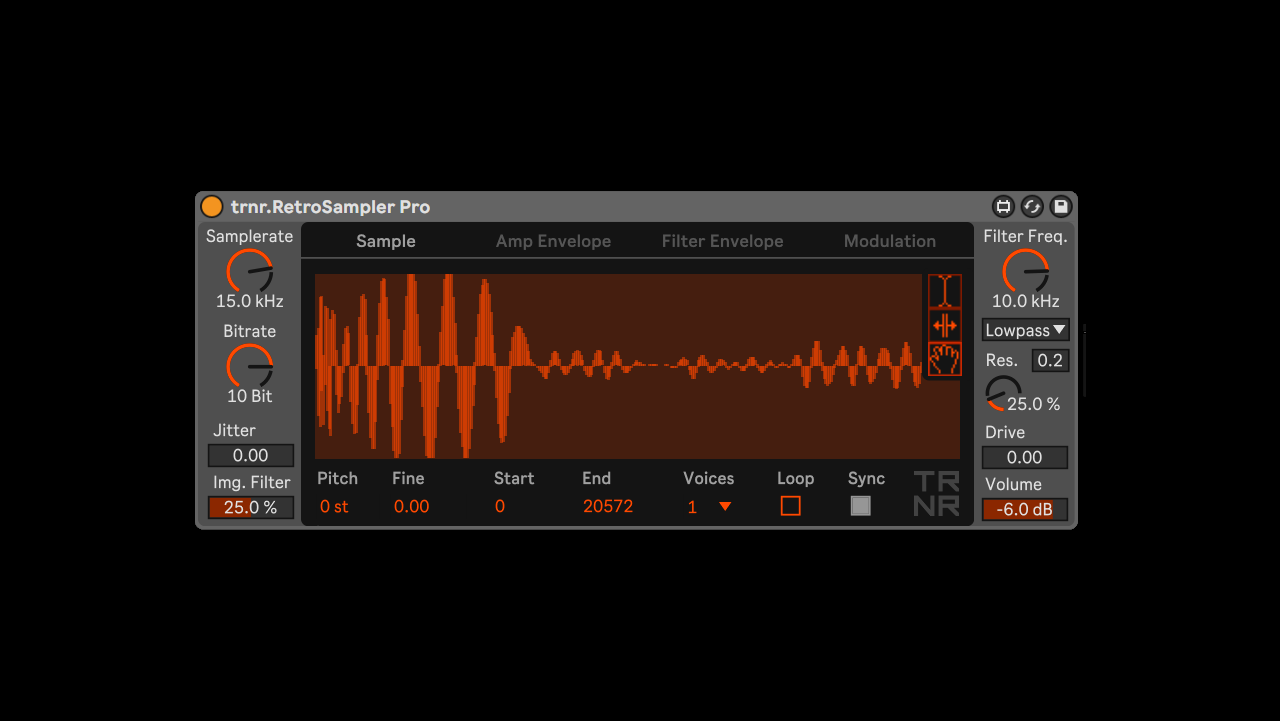 trnr.RetroSampler Pro
Samplerate
15.0 kHz
Bitrate
10 Bit
Jitter
0.00
Img. Filter
25.0 %
Sample Amp Envelope Filter Envelope Modulation
Pitch Fine Start End Voices Loop Sync
0 st 0.00 0 20572 1
TR
NR
Filter Freq.
10.0 kHz
Lowpass
Res. 0.2
25.0 %
Drive
0.00
Volume
-6.0 dB